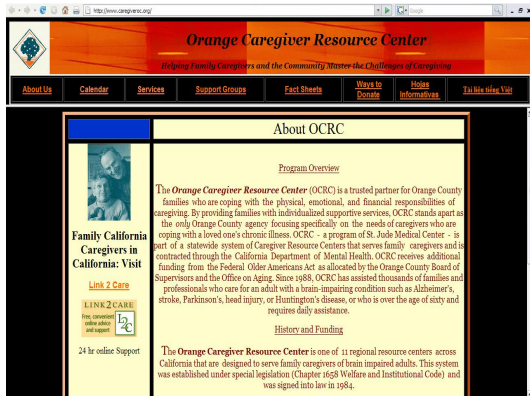 http://www.caregiveroc.org/
Google
Orange Caregiver Resource Center
Helping Family Caregivers and the Community Master the Challenges of Caregiving
About Us
Calendar
Services
Support Groups
Fact Sheets
Ways to
Donate
Hojas
Informativas
Tài liệu tiếng Việt
About OCRC
Family California
Caregivers in
California: Visit
Link 2 Care
LINK2CARE
Free, convenient
online advice
and support
L2C
24 hr online Support
Program Overview
The Orange Caregiver Resource Center (OCRC) is a trusted partner for Orange County
families who are coping with the physical, emotional, and financial responsibilities of
caregiving. By providing families with individualized supportive services, OCRC stands apart as
the only Orange County agency focusing specifically on the needs of caregivers who are
coping with a loved one's chronic illness. OCRC - a program of St. Jude Medical Center - is
part of a statewide system of Caregiver Resource Centers that serves family caregivers and is
contracted through the California Department of Mental Health. OCRC receives additional
funding from the Federal Older Americans Act as allocated by the Orange County Board of
Supervisors and the Office on Aging. Since 1988, OCRC has assisted thousands of families and
professionals who care for an adult with a brain-impairing condition such as Alzheimer's,
stroke, Parkinson's, head injury, or Huntington's disease, or who is over the age of sixty and
requires daily assistance.
History and Funding
The Orange Caregiver Resource Center is one of 11 regional resource centers across
California that are designed to serve family caregivers of brain impaired adults. This system
was established under special legislation (Chapter 1658 Welfare and Institutional Code) and
was signed into law in 1984.